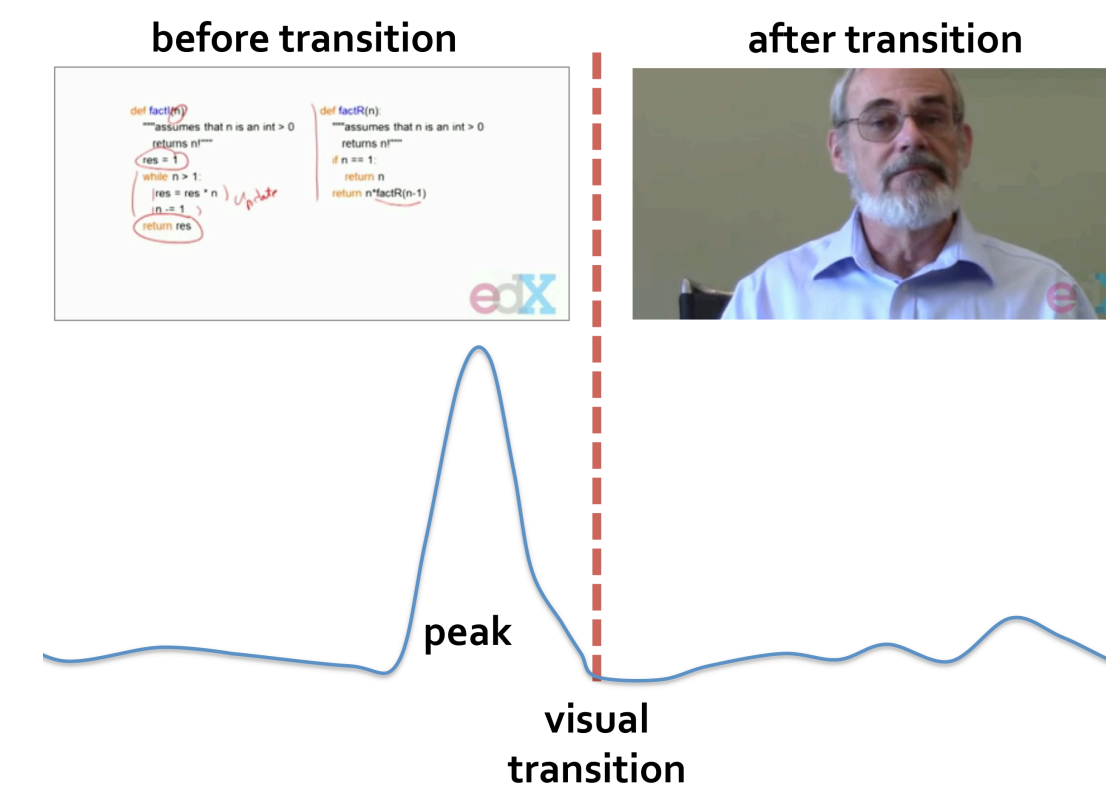 before transition
after transition
def factI(n):
"""assumes that n is an int > 0
returns n!"""
res = 1
while n > 1:
res = res * n
n -= 1
return res
update
def factR(n):
"""assumes that n is an int > 0
returns n!"""
if n == 1:
return n
return n*factR(n-1)
edX
ed
peak
visual
transition